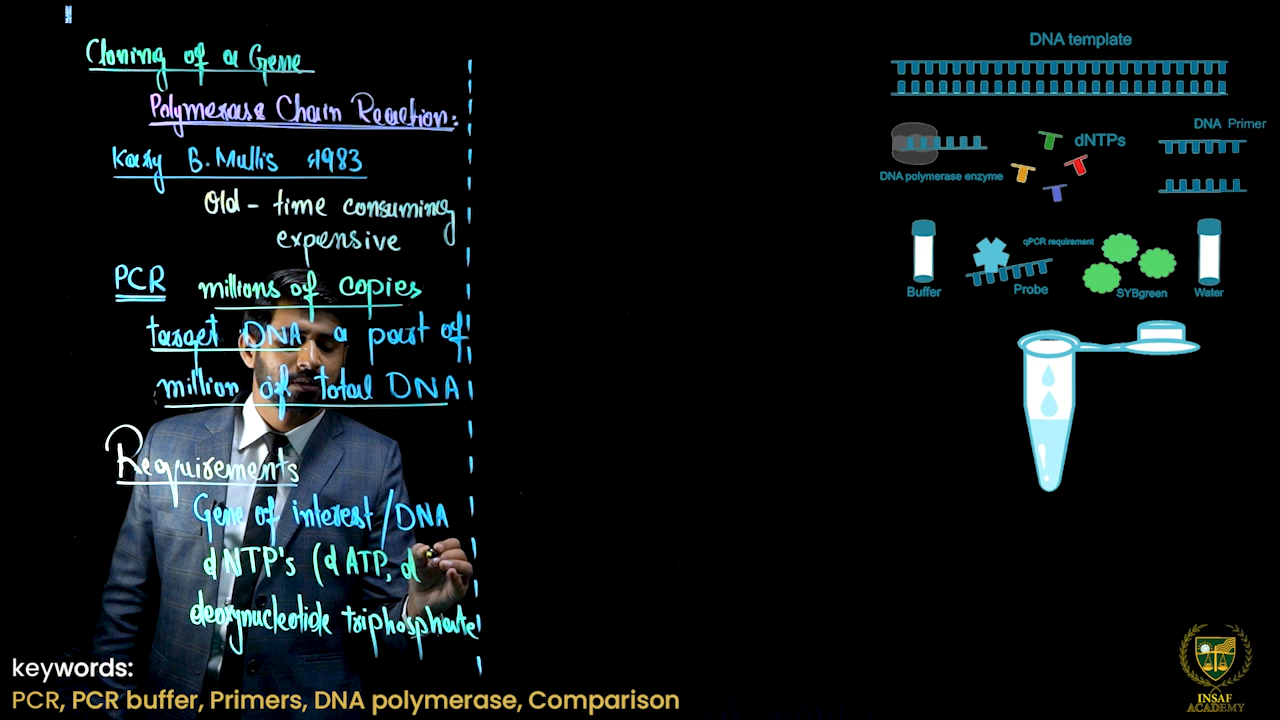 Cloning of a Gene
Polymerase Chain Reaction:
Kary B. Mullis 1983
Old - time consuming
expensive
PCR millions of copies
target DNA a part of
million of total DNA
Requirements
Gene of interest/DNA
dNTP's (dATP, d
deoxynucleotide triphosphate
DNA template
DNA polymerase enzyme
dNTPs
DNA Primer
Buffer
qPCR requirement
Probe
SYBgreen
Water
keywords:
PCR, PCR buffer, Primers, DNA polymerase, Comparison
INSAF
ACADEMY